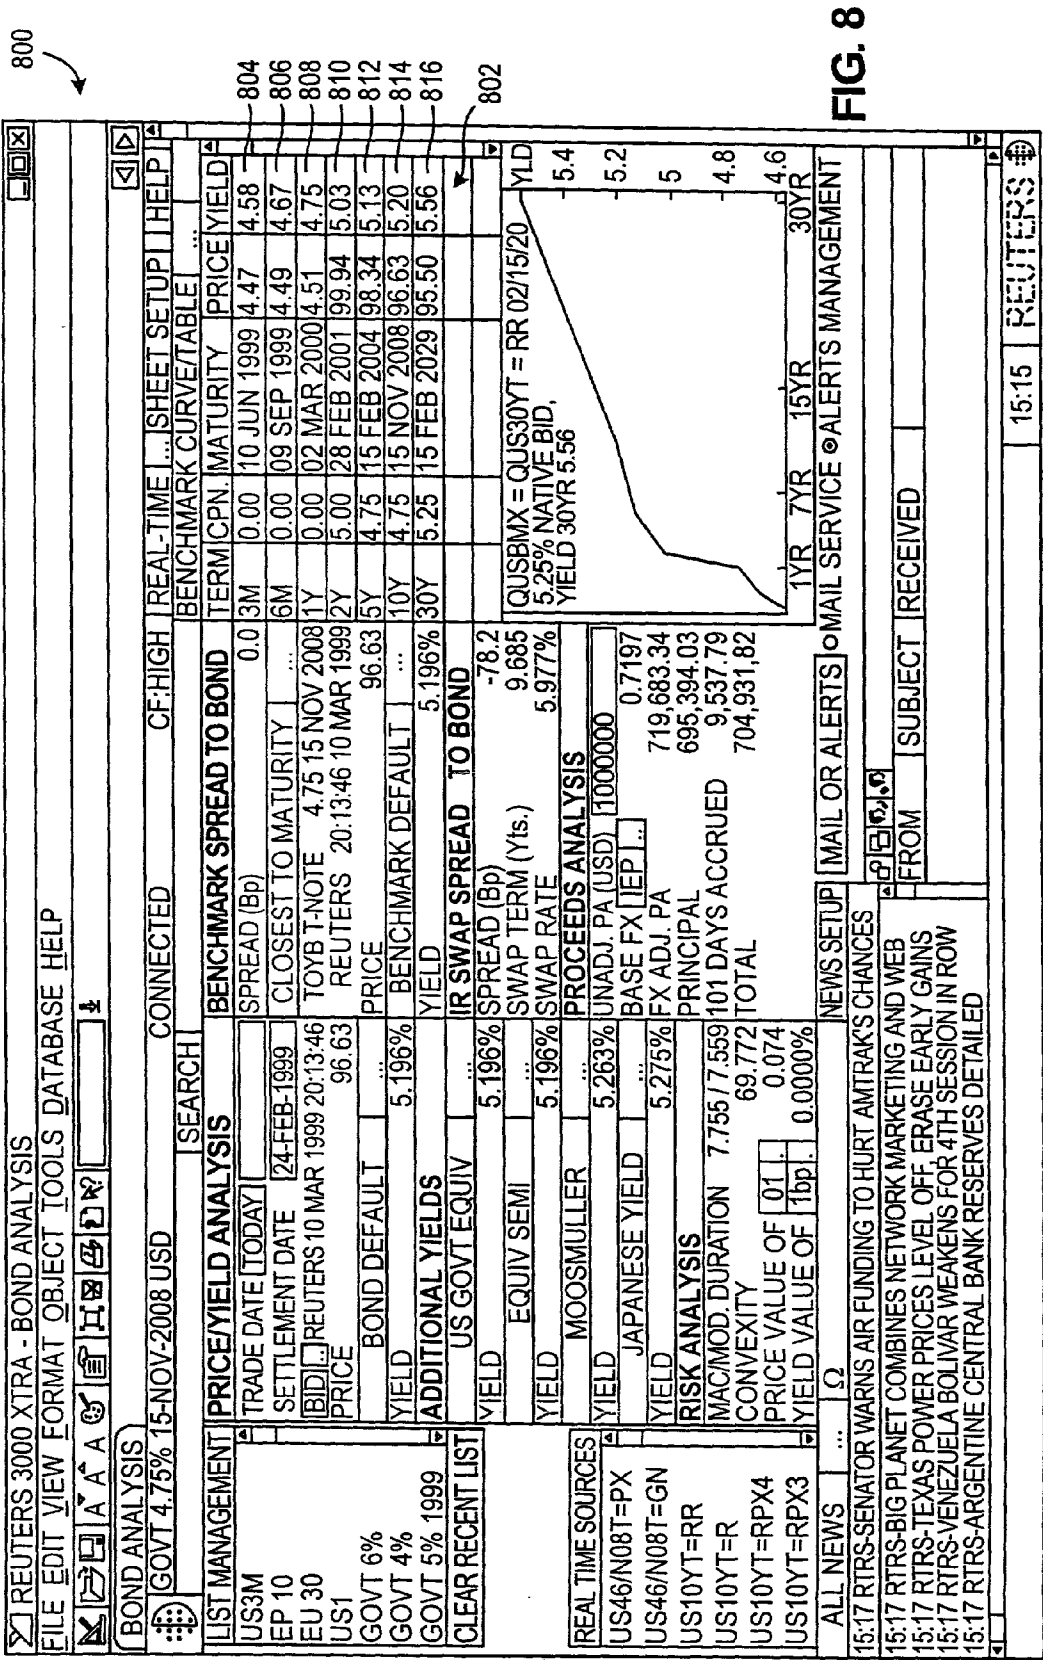 800
REUTERS 3000 XTRA - BOND ANALYSIS
FILE EDIT VIEW FORMAT OBJECT TOOLS DATABASE HELP
BOND ANALYSIS
GOVT 4.75% 15-NOV-2008 USD CONNECTED CF:HIGH REAL-TIME ... SHEET SETUP HELP
SEARCH
LIST MANAGEMENT
US3M
EP 10
EU 30
US1
GOVT 6%
GOVT 4%
GOVT 5% 1999
CLEAR RECENT LIST
REAL TIME SOURCES
US46/N08T=PX
US46/N08T=GN
US10YT=RR
US10YT=R
US10YT=RPX4
US10YT=RPX3
PRICE/YIELD ANALYSIS
TRADE DATE TODAY
SETTLEMENT DATE 24-FEB-1999
BID ... REUTERS 10 MAR 1999 20:13:46
PRICE 96.63
BOND DEFAULT ...
YIELD 5.196%
ADDITIONAL YIELDS
US GOVT EQUIV ...
YIELD 5.196%
EQUIV SEMI ...
YIELD 5.196%
MOOSMULLER ...
YIELD 5.263%
JAPANESE YIELD ...
YIELD 5.275%
RISK ANALYSIS
MAC/MOD. DURATION 7.755 / 7.559
CONVEXITY 69.772
PRICE VALUE OF 01 .. 0.074
YIELD VALUE OF 1bp .. 0.0000%
BENCHMARK SPREAD TO BOND
SPREAD (Bp) 0.0
CLOSEST TO MATURITY ...
TOYB T-NOTE 4.75 15 NOV 2008
REUTERS 20:13:46 10 MAR 1999
PRICE 96.63
BENCHMARK DEFAULT ...
YIELD 5.196%
IR SWAP SPREAD TO BOND
SPREAD (Bp) -78.2
SWAP TERM (Yts.) 9.685
SWAP RATE 5.977%
PROCEEDS ANALYSIS
UNADJ. PA (USD) 1000000
BASE FX IEP .. 0.7197
FX ADJ. PA 719,683.34
PRINCIPAL 695,394.03
101 DAYS ACCRUED 9,537.79
TOTAL 704,931,82
BENCHMARK CURVE/TABLE ...
TERM CPN. MATURITY PRICE YIELD
3M 0.00 10 JUN 1999 4.47 4.58
6M 0.00 09 SEP 1999 4.49 4.67
1Y 0.00 02 MAR 2000 4.51 4.75
2Y 5.00 28 FEB 2001 99.94 5.03
5Y 4.75 15 FEB 2004 98.34 5.13
10Y 4.75 15 NOV 2008 96.63 5.20
30Y 5.25 15 FEB 2029 95.50 5.56
804
806
808
810
812
814
816
802
QUSBMX = QUS30YT = RR 02/15/20
5.25% NATIVE BID,
YIELD 30YR 5.56
YLD
5.4
5.2
5
4.8
4.6
1YR 7YR 15YR 30YR
ALL NEWS ... Ω NEWS SETUP
15:17 RTRS-SENATOR WARNS AIR FUNDING TO HURT AMTRAK'S CHANCES
15:17 RTRS-BIG PLANET COMBINES NETWORK MARKETING AND WEB
15:17 RTRS-TEXAS POWER PRICES LEVEL OFF, ERASE EARLY GAINS
15:17 RTRS-VENEZUELA BOLIVAR WEAKENS FOR 4TH SESSION IN ROW
15:17 RTRS-ARGENTINE CENTRAL BANK RESERVES DETAILED
MAIL OR ALERTS MAIL SERVICE ALERTS MANAGEMENT
FROM SUBJECT RECEIVED
15:15 REUTERS
FIG. 8